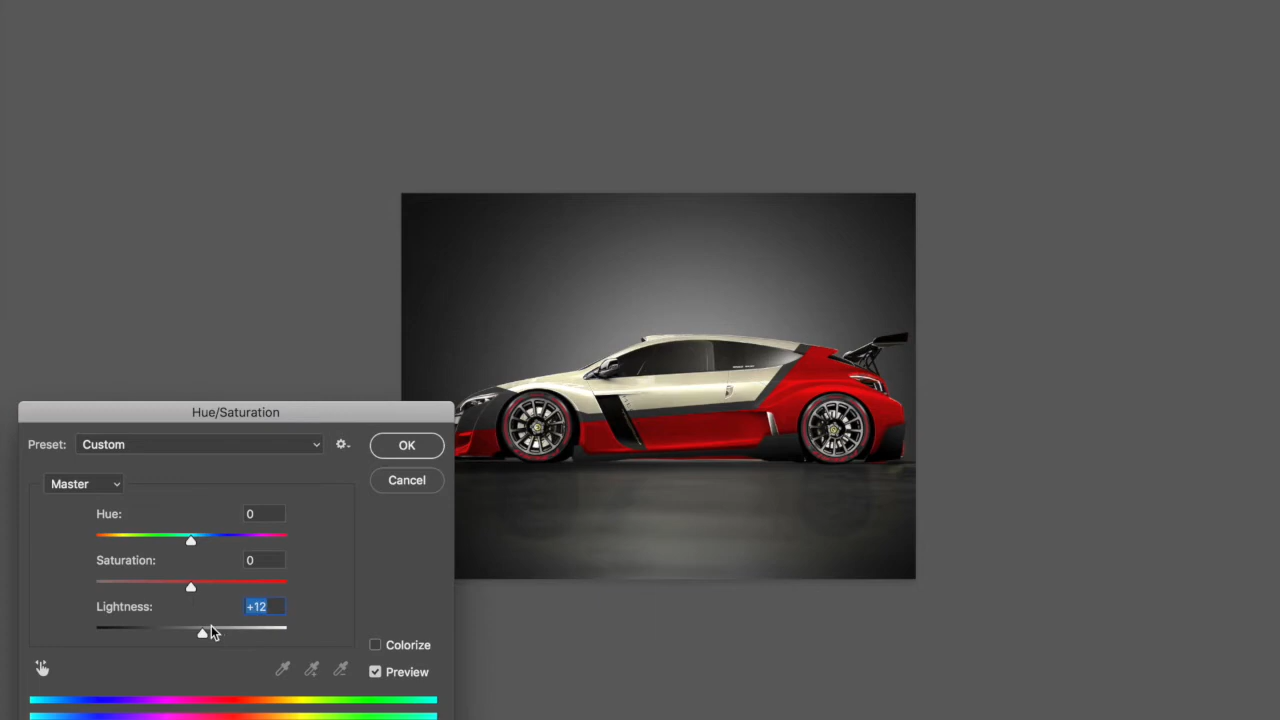 Hue/Saturation
Preset: Custom
OK
Cancel
Master
Hue: 0
Saturation: 0
Lightness: +12
Colorize
Preview